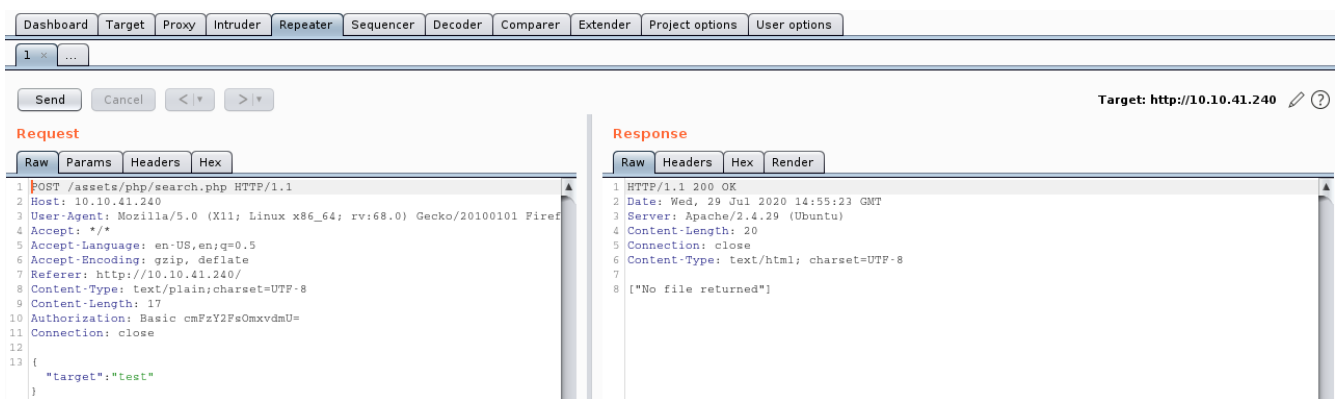 Dashboard Target Proxy Intruder Repeater Sequencer Decoder Comparer Extender Project options User options
1 × ...
Send Cancel < > Target: http://10.10.41.240 ?
Request
Raw Params Headers Hex
1 POST /assets/php/search.php HTTP/1.1
2 Host: 10.10.41.240
3 User-Agent: Mozilla/5.0 (X11; Linux x86_64; rv:68.0) Gecko/20100101 Firef
4 Accept: */*
5 Accept-Language: en-US,en;q=0.5
6 Accept-Encoding: gzip, deflate
7 Referer: http://10.10.41.240/
8 Content-Type: text/plain;charset=UTF-8
9 Content-Length: 17
10 Authorization: Basic cmFzY2FsOmxvdmU=
11 Connection: close
12
13 {
"target":"test"
}
Response
Raw Headers Hex Render
1 HTTP/1.1 200 OK
2 Date: Wed, 29 Jul 2020 14:55:23 GMT
3 Server: Apache/2.4.29 (Ubuntu)
4 Content-Length: 20
5 Connection: close
6 Content-Type: text/html; charset=UTF-8
7
8 ["No file returned"]